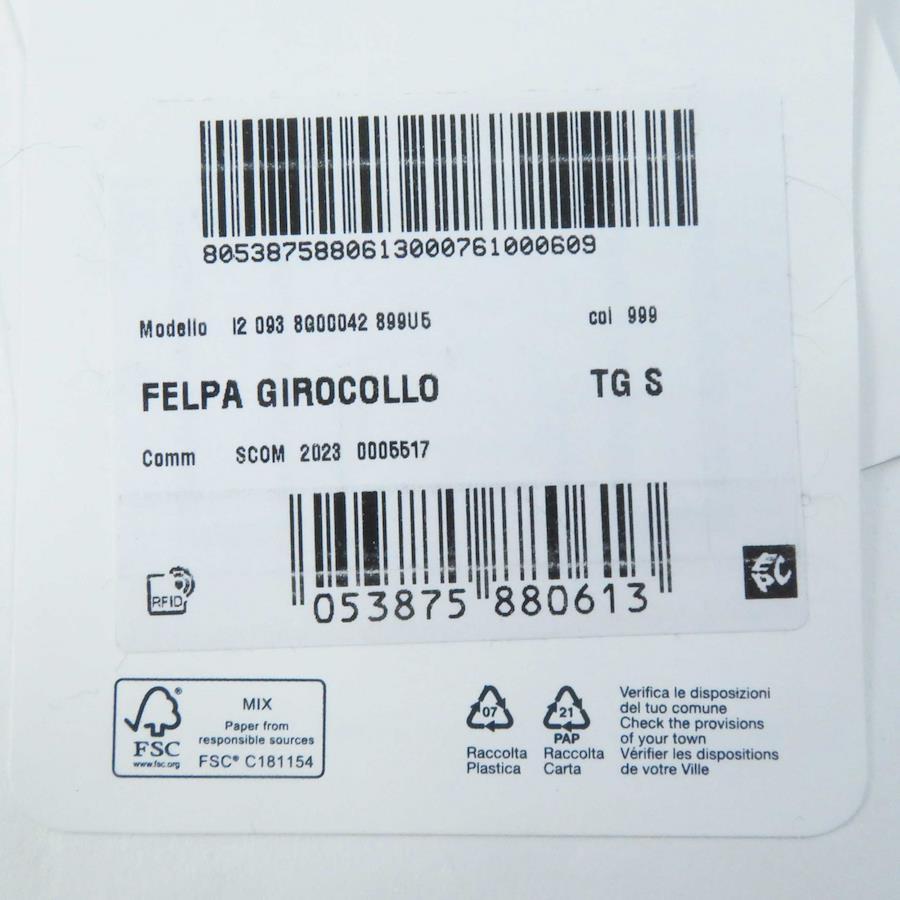 8053875880613000761000609
Modello I2 093 8G00042 899U5 col 999
FELPA GIROCOLLO TG S
Comm SCOM 2023 0005517
053875 880613
RFID
EPC
FSC
www.fsc.org
MIX
Paper from
responsible sources
FSC® C181154
07
Raccolta
Plastica
21
PAP
Raccolta
Carta
Verifica le disposizioni
del tuo comune
Check the provisions
of your town
Vérifier les dispositions
de votre Ville